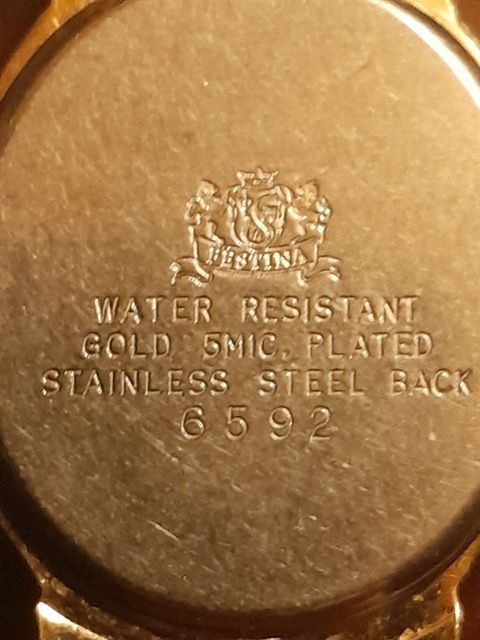 FESTINA
WATER RESISTANT
GOLD 5MIC. PLATED
STAINLESS STEEL BACK
6592